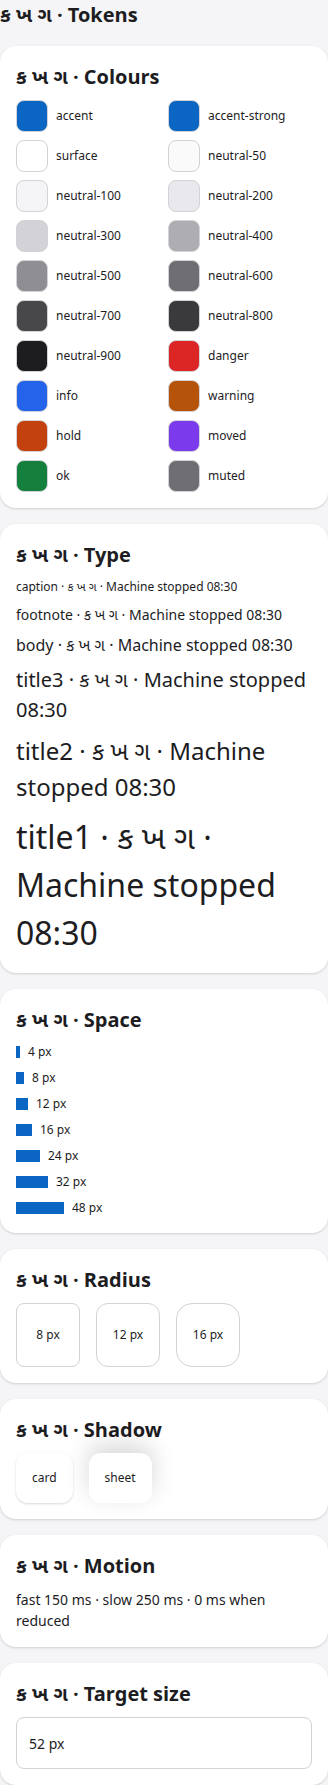 ક ખ ગ · Tokens
ક ખ ગ · Colours
accent
accent-strong
surface
neutral-50
neutral-100
neutral-200
neutral-300
neutral-400
neutral-500
neutral-600
neutral-700
neutral-800
neutral-900
danger
info
warning
hold
moved
ok
muted
ક ખ ગ · Type
caption · ક ખ ગ · Machine stopped 08:30
footnote · ક ખ ગ · Machine stopped 08:30
body · ક ખ ગ · Machine stopped 08:30
title3 · ક ખ ગ · Machine stopped
08:30
title2 · ક ખ ગ · Machine
stopped 08:30
title1 · ક ખ ગ ·
Machine stopped
08:30
ક ખ ગ · Space
4 px
8 px
12 px
16 px
24 px
32 px
48 px
ક ખ ગ · Radius
8 px
12 px
16 px
ક ખ ગ · Shadow
card
sheet
ક ખ ગ · Motion
fast 150 ms · slow 250 ms · 0 ms when
reduced
ક ખ ગ · Target size
52 px